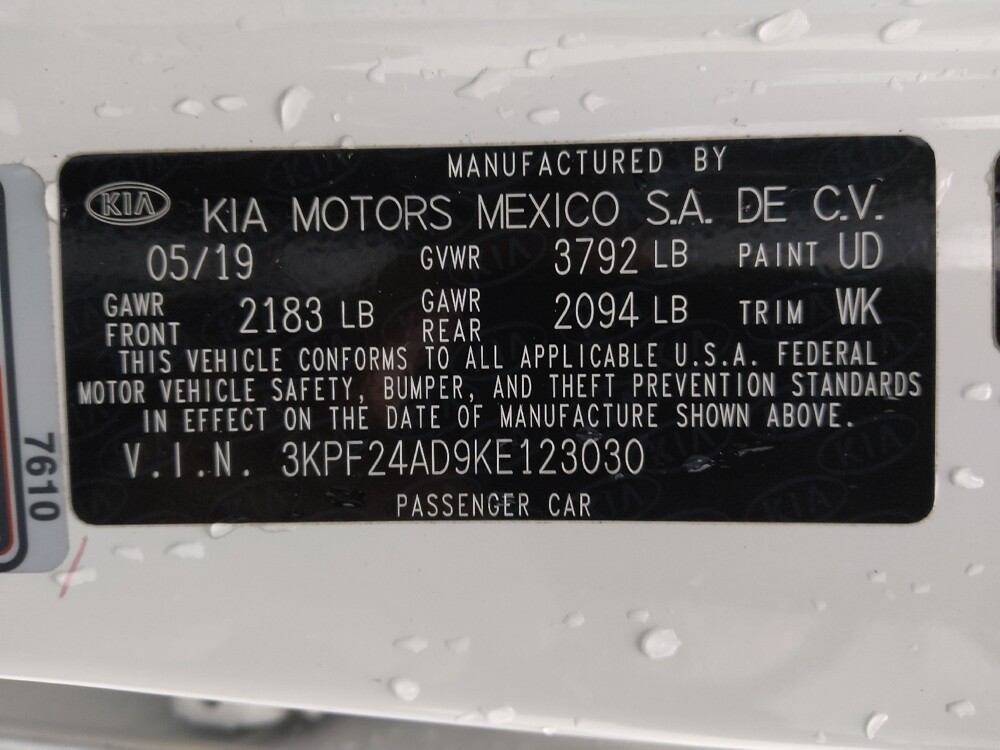 MANUFACTURED BY
KIA KIA MOTORS MEXICO S.A. DE C.V.
05/19 GVWR 3792 LB PAINT UD
GAWR FRONT 2183 LB GAWR REAR 2094 LB TRIM WK
THIS VEHICLE CONFORMS TO ALL APPLICABLE U.S.A. FEDERAL
MOTOR VEHICLE SAFETY, BUMPER, AND THEFT PREVENTION STANDARDS
IN EFFECT ON THE DATE OF MANUFACTURE SHOWN ABOVE.
V.I.N. 3KPF24AD9KE123030
PASSENGER CAR
7610